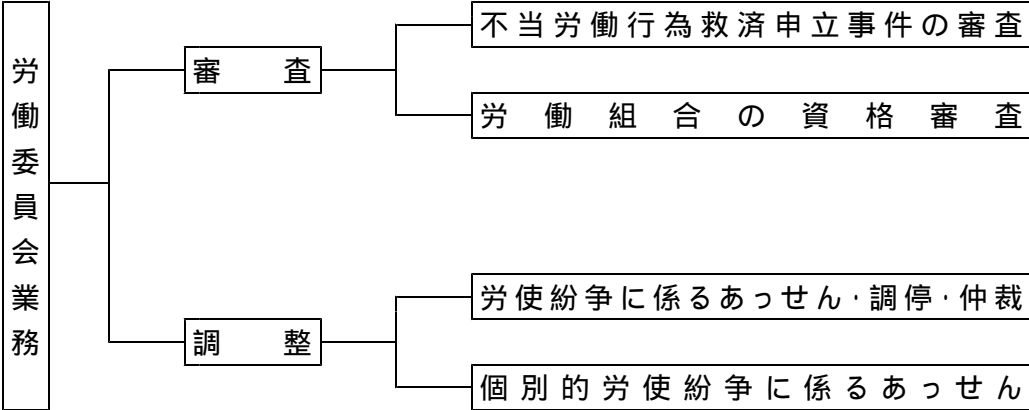 労働委員会業務
審査
不当労働行為救済申立事件の審査
労働組合の資格審査
調整
労使紛争に係るあっせん・調停・仲裁
個別的労使紛争に係るあっせん